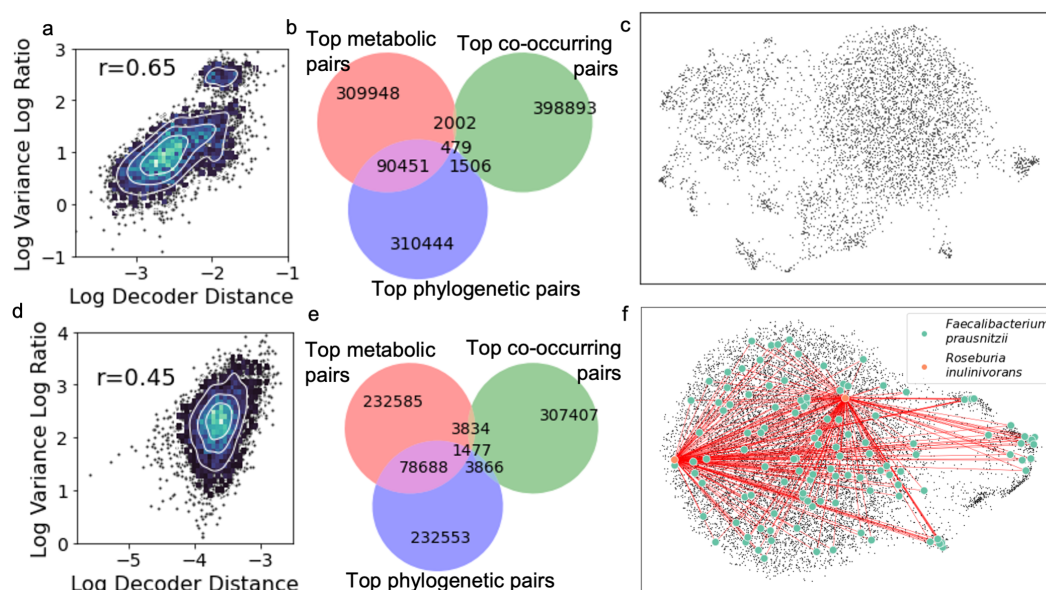 a
3
2
1
0
−1
r=0.65
−3
−2
−1
Log Variance Log Ratio
Log Decoder Distance
b
Top metabolic
pairs
Top co-occurring
pairs
309948
398893
2002
479
90451
1506
310444
Top phylogenetic pairs
c
d
4
3
2
1
0
r=0.45
−5
−4
−3
Log Variance Log Ratio
Log Decoder Distance
e
Top metabolic
pairs
Top co-occurring
pairs
232585
307407
3834
1477
78688
3866
232553
Top phylogenetic pairs
f
Faecalibacterium
prausnitzii
Roseburia
inulinivorans